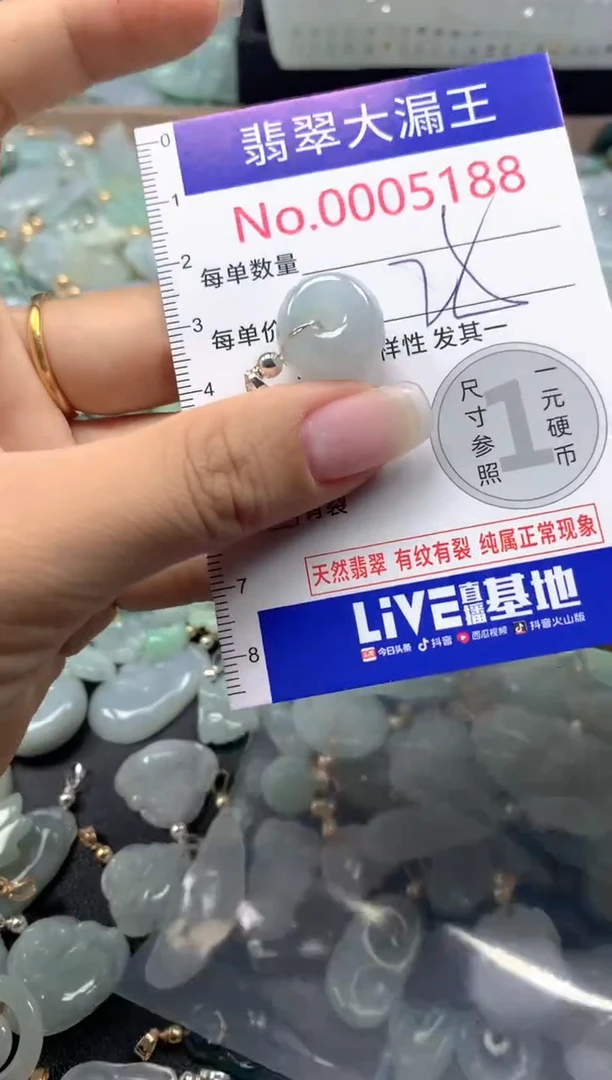 0
翡翠大漏王
1
No.0005188
2
每单数量
3
每单价
样性 发其一
4
尺寸参照
1
一元硬币
有裂
天然翡翠 有纹有裂 纯属正常现象
7
LiVE直播基地
8
今日头条 抖音 西瓜视频 抖音火山版